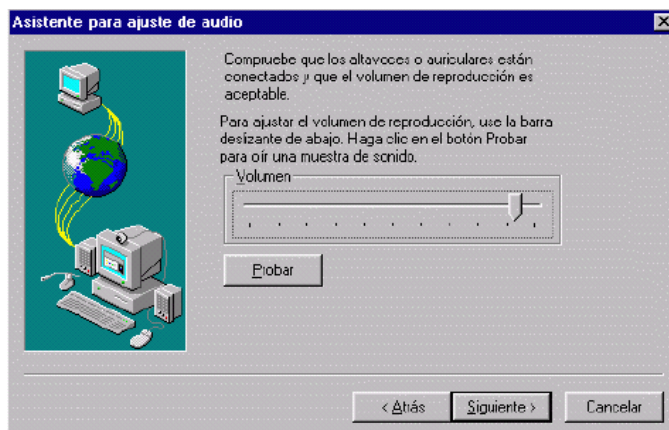 Asistente para ajuste de audio
Compruebe que los altavoces o auriculares están
conectados y que el volumen de reproducción es
aceptable.
Para ajustar el volumen de reproducción, use la barra
deslizante de abajo. Haga clic en el botón Probar
para oír una muestra de sonido.
Volumen
Probar
< Atrás
Siguiente >
Cancelar